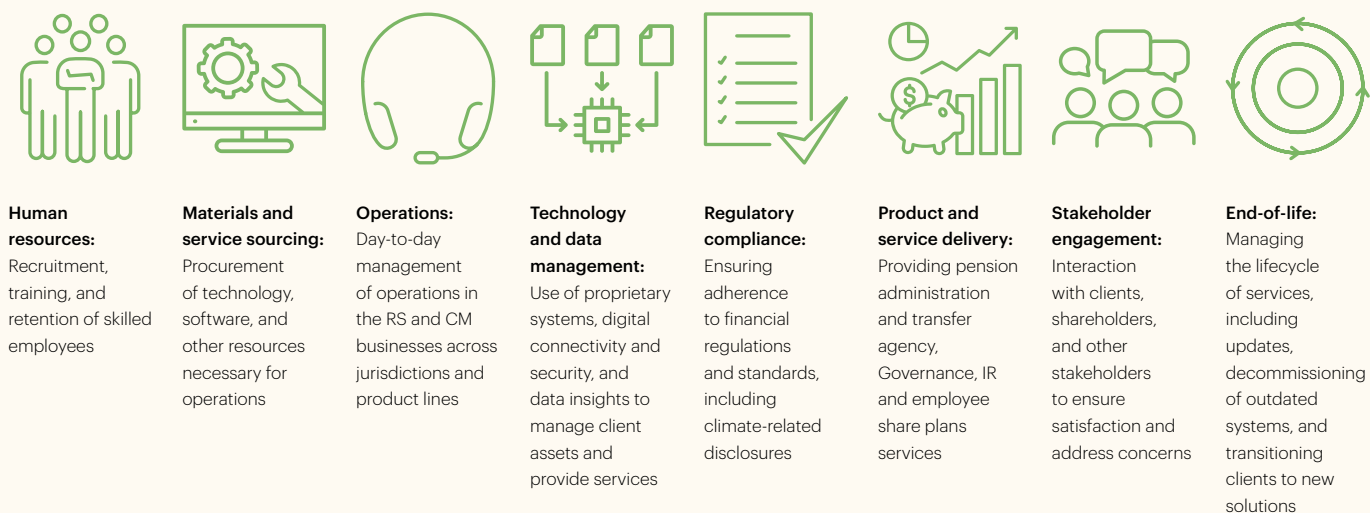 Human
resources:
Recruitment,
training, and
retention of skilled
employees
Materials and
service sourcing:
Procurement
of technology,
software, and
other resources
necessary for
operations
Operations:
Day-to-day
management
of operations in
the RS and CM
businesses across
jurisdictions and
product lines
Technology
and data
management:
Use of proprietary
systems, digital
connectivity and
security, and
data insights to
manage client
assets and
provide services
Regulatory
compliance:
Ensuring
adherence
to financial
regulations
and standards,
including
climate-related
disclosures
$
Product and
service delivery:
Providing pension
administration
and transfer
agency,
Governance, IR
and employee
share plans
services
Stakeholder
engagement:
Interaction
with clients,
shareholders,
and other
stakeholders
to ensure
satisfaction and
address concerns
End-of-life:
Managing
the lifecycle
of services,
including
updates,
decommissioning
of outdated
systems, and
transitioning
clients to new
solutions